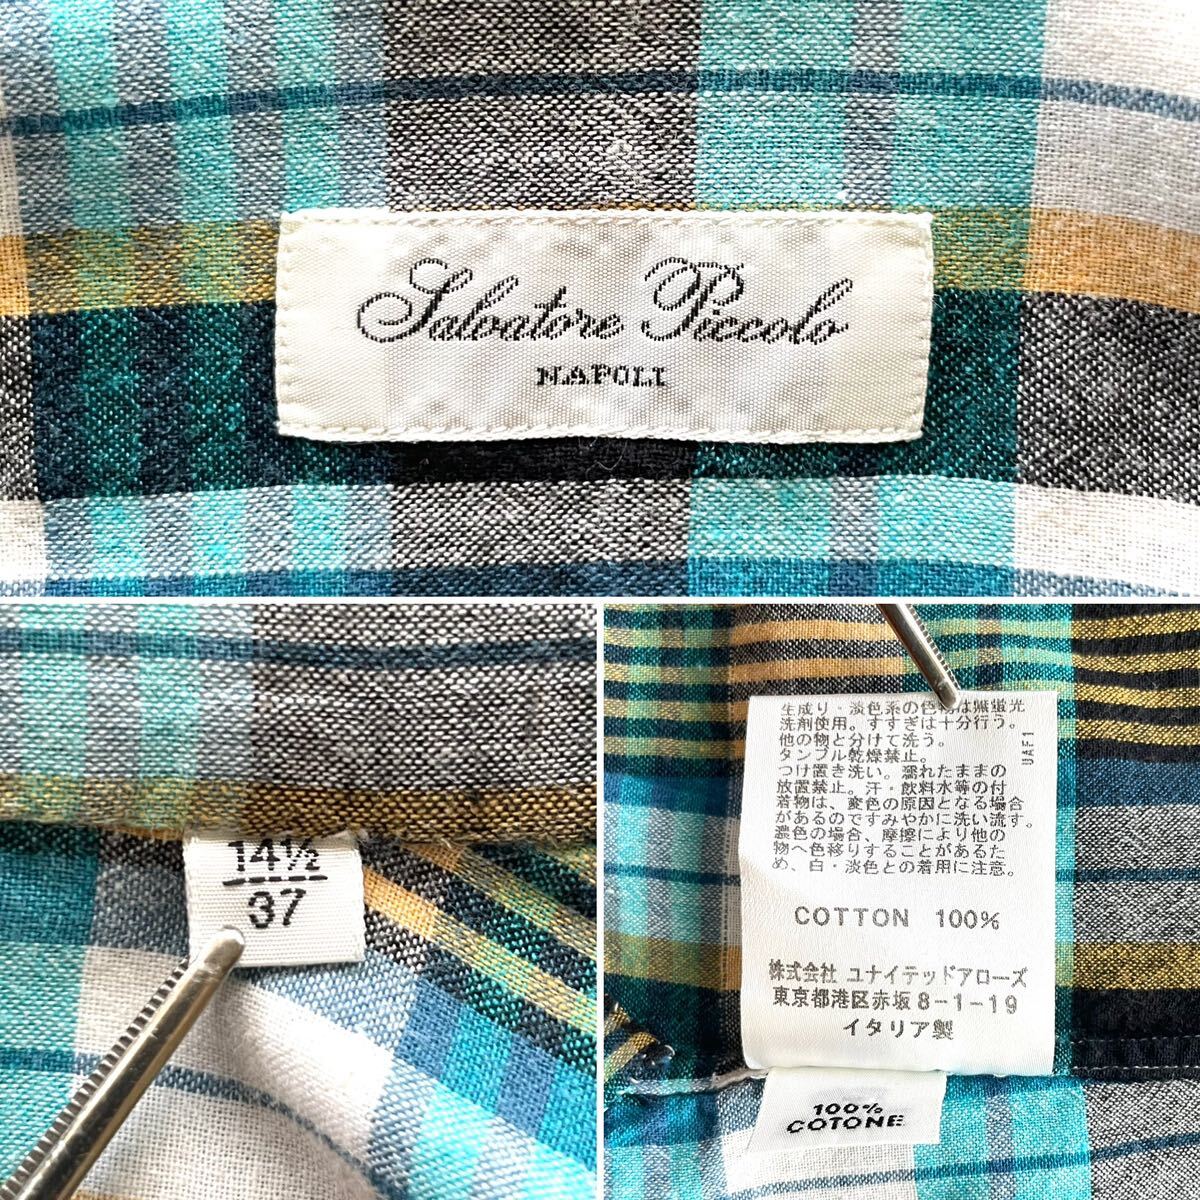 Salvatore Piccolo
NAPOLI
14½
37
生成り・淡色系の色物は無蛍光
洗剤使用。すすぎは十分行う。
他の物と分けて洗う。
タンブル乾燥禁止。
つけ置き洗い。濡れたままの
放置禁止。汗・飲料水等の付
着物は、変色の原因となる場合
があるのですみやかに洗い流す。
濃色の場合、摩擦により他の
物へ色移りすることがあるた
め、白・淡色との着用に注意。
UAF1
COTTON 100%
株式会社 ユナイテッドアローズ
東京都港区赤坂8-1-19
イタリア製
100%
COTONE